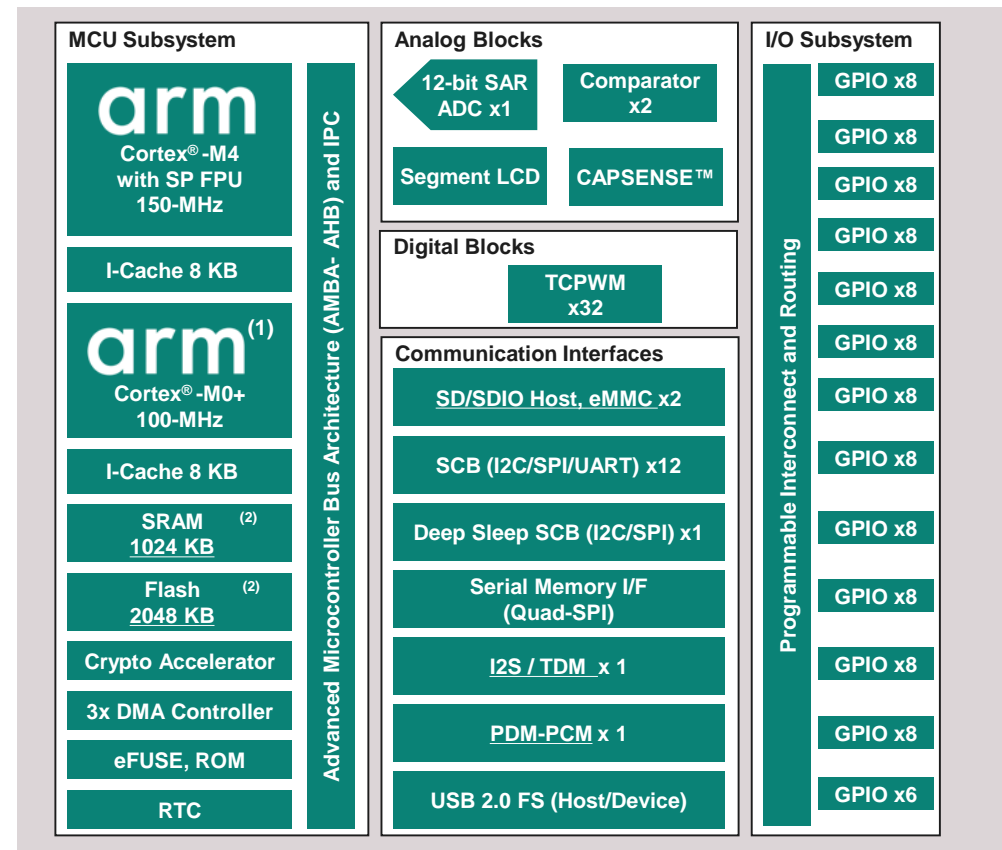 MCU Subsystem
arm
Cortex® -M4
with SP FPU
150-MHz
I-Cache 8 KB
arm(1)
Cortex® -M0+
100-MHz
I-Cache 8 KB
SRAM (2)
1024 KB
Flash (2)
2048 KB
Crypto Accelerator
3x DMA Controller
eFUSE, ROM
RTC
Advanced Microcontroller Bus Architecture (AMBA- AHB) and IPC
Analog Blocks
12-bit SAR
ADC x1
Comparator
x2
Segment LCD
CAPSENSE™
Digital Blocks
TCPWM
x32
Communication Interfaces
SD/SDIO Host, eMMC x2
SCB (I2C/SPI/UART) x12
Deep Sleep SCB (I2C/SPI) x1
Serial Memory I/F
(Quad-SPI)
I2S / TDM x 1
PDM-PCM x 1
USB 2.0 FS (Host/Device)
I/O Subsystem
Programmable Interconnect and Routing
GPIO x8
GPIO x8
GPIO x8
GPIO x8
GPIO x8
GPIO x8
GPIO x8
GPIO x8
GPIO x8
GPIO x8
GPIO x8
GPIO x8
GPIO x6